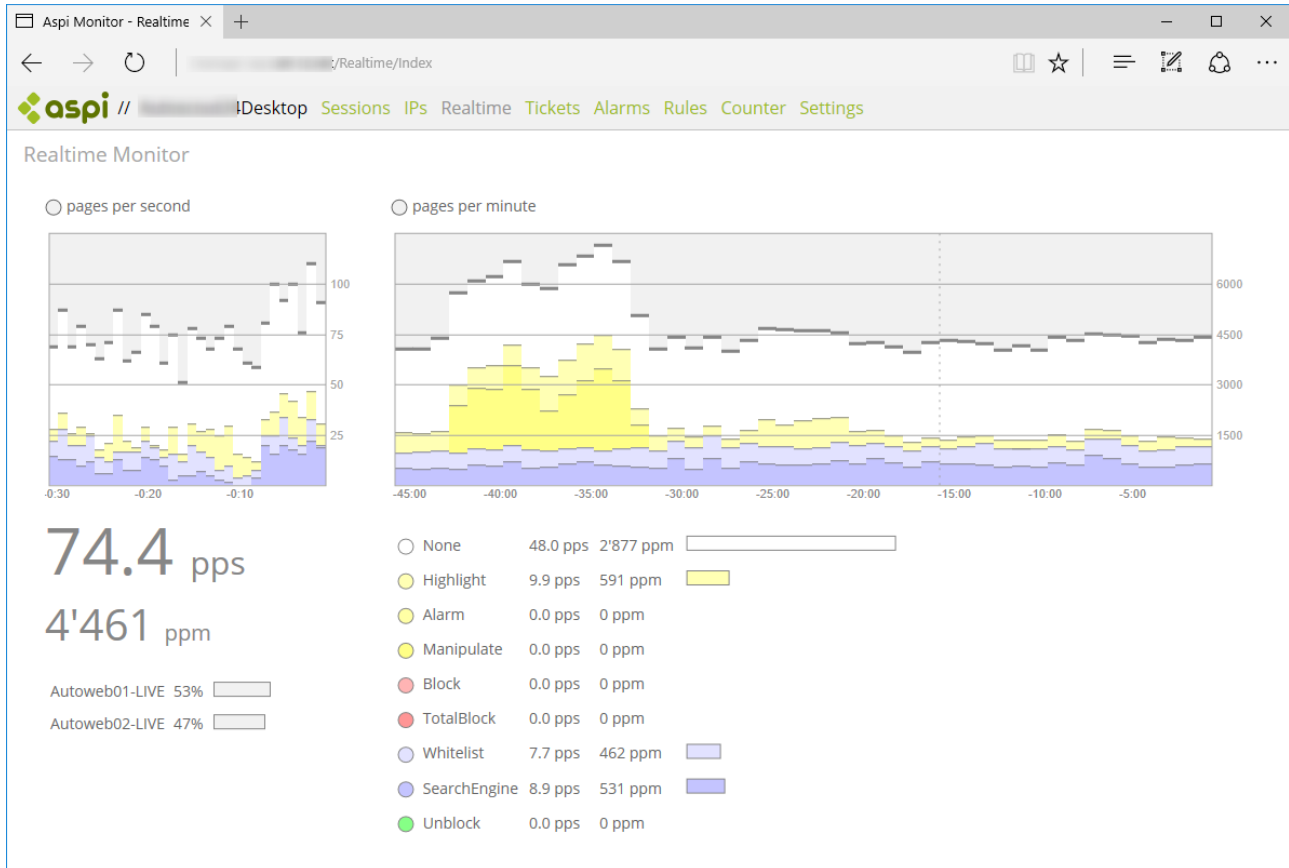 Aspi Monitor - Realtime
/Realtime/Index
aspi // 4Desktop Sessions IPs Realtime Tickets Alarms Rules Counter Settings
Realtime Monitor
pages per second
100
75
50
25
-0:30 -0:20 -0:10
pages per minute
6000
4500
3000
1500
-45:00 -40:00 -35:00 -30:00 -25:00 -20:00 -15:00 -10:00 -5:00
74.4 pps
4'461 ppm
Autoweb01-LIVE 53%
Autoweb02-LIVE 47%
None 48.0 pps 2'877 ppm
Highlight 9.9 pps 591 ppm
Alarm 0.0 pps 0 ppm
Manipulate 0.0 pps 0 ppm
Block 0.0 pps 0 ppm
TotalBlock 0.0 pps 0 ppm
Whitelist 7.7 pps 462 ppm
SearchEngine 8.9 pps 531 ppm
Unblock 0.0 pps 0 ppm